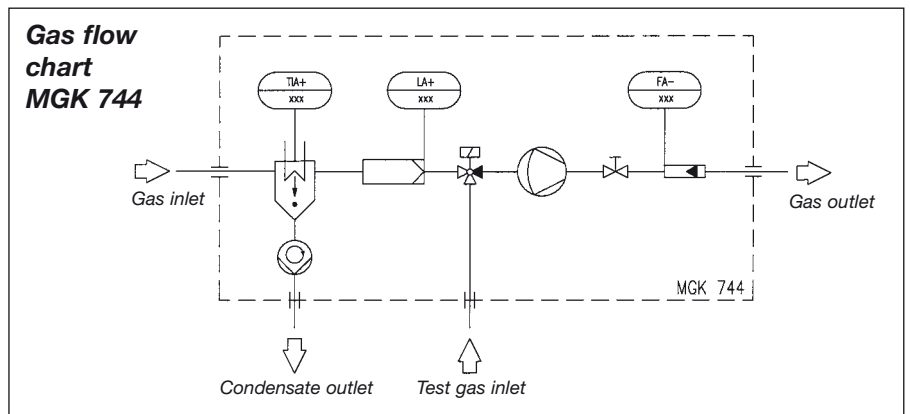 Gas flow
chart
MGK 744
TIA+
xxx
LA+
xxx
FA-
xxx
Gas inlet
Gas outlet
MGK 744
Condensate outlet
Test gas inlet